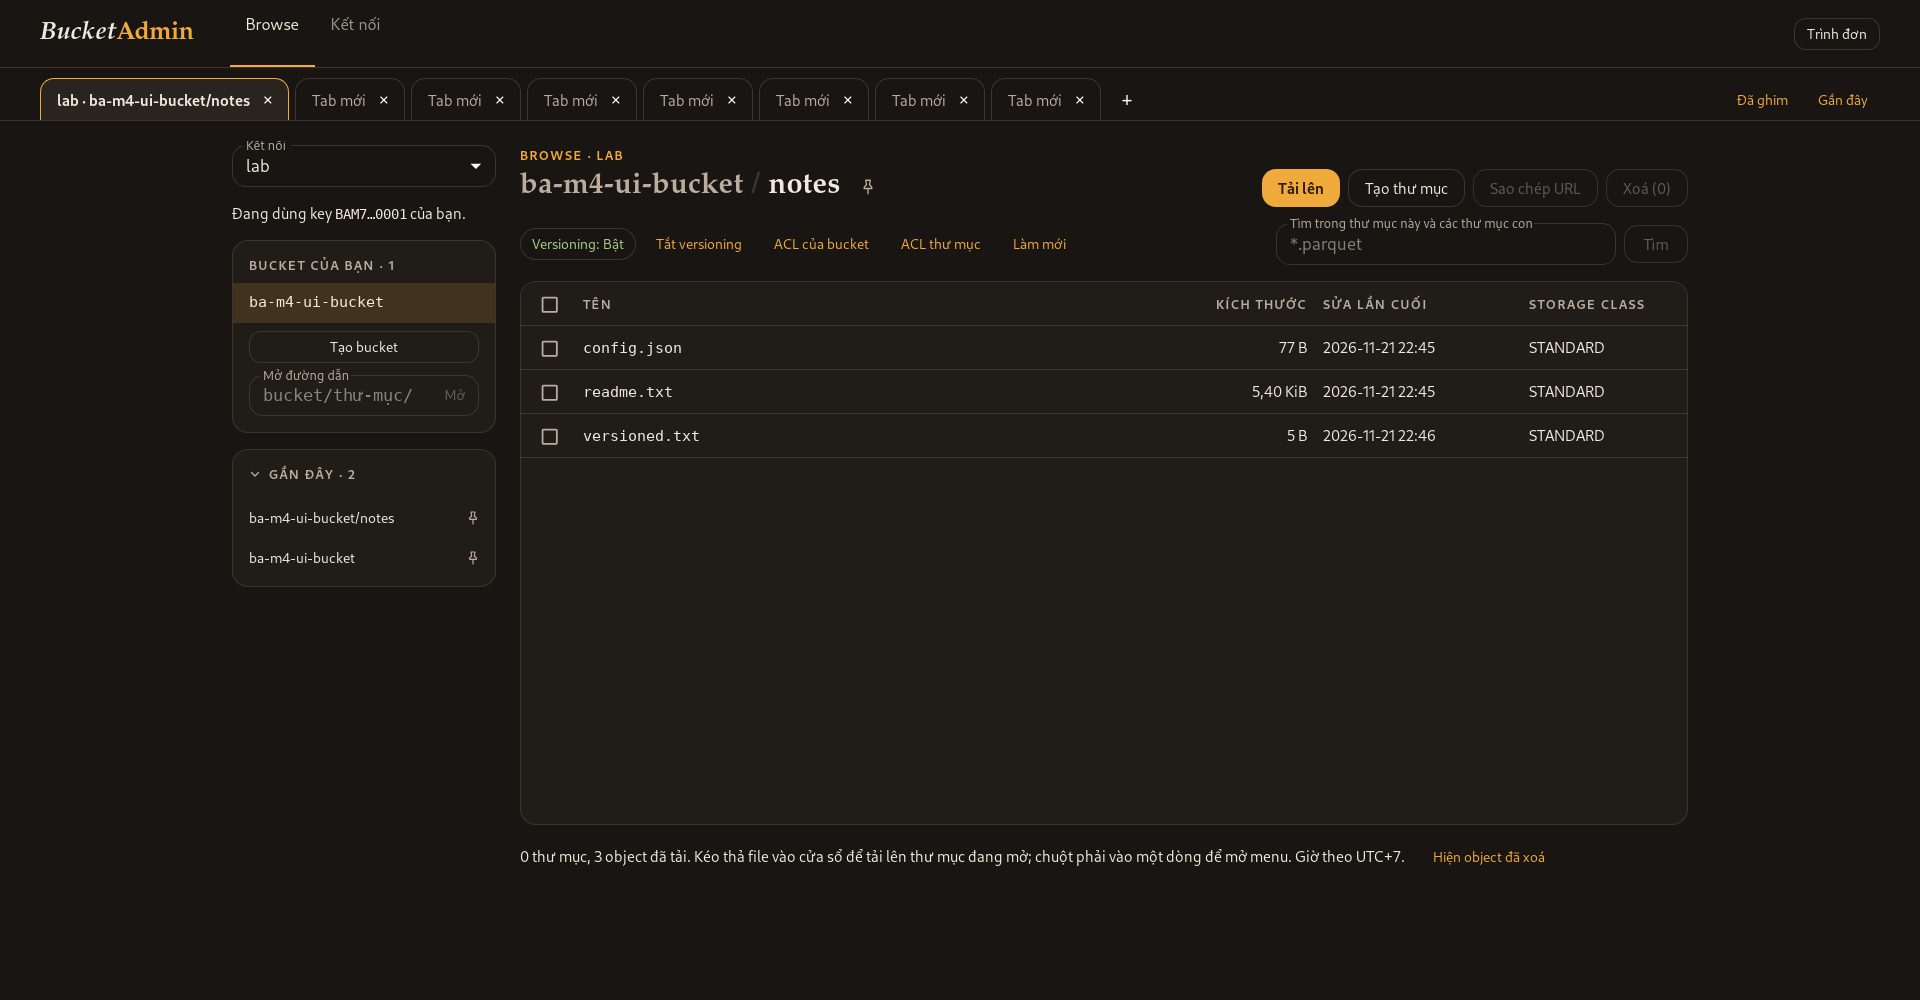 BucketAdmin Browse Kết nối Trình đơn
lab · ba-m4-ui-bucket/notes × Tab mới × Tab mới × Tab mới × Tab mới × Tab mới × Tab mới × Tab mới × + Đã ghim Gần đây
Kết nối
lab
Đang dùng key BAM7…0001 của bạn.
BUCKET CỦA BẠN · 1
ba-m4-ui-bucket
Tạo bucket
Mở đường dẫn
bucket/thư-mục/ Mở
GẦN ĐÂY · 2
ba-m4-ui-bucket/notes
ba-m4-ui-bucket
BROWSE · LAB
ba-m4-ui-bucket / notes
Tải lên Tạo thư mục Sao chép URL Xoá (0)
Versioning: Bật Tắt versioning ACL của bucket ACL thư mục Làm mới
Tìm trong thư mục này và các thư mục con
*.parquet Tìm
TÊN KÍCH THƯỚC SỬA LẦN CUỐI STORAGE CLASS
config.json 77 B 2026-11-21 22:45 STANDARD
readme.txt 5,40 KiB 2026-11-21 22:45 STANDARD
versioned.txt 5 B 2026-11-21 22:46 STANDARD
0 thư mục, 3 object đã tải. Kéo thả file vào cửa sổ để tải lên thư mục đang mở; chuột phải vào một dòng để mở menu. Giờ theo UTC+7. Hiện object đã xoá